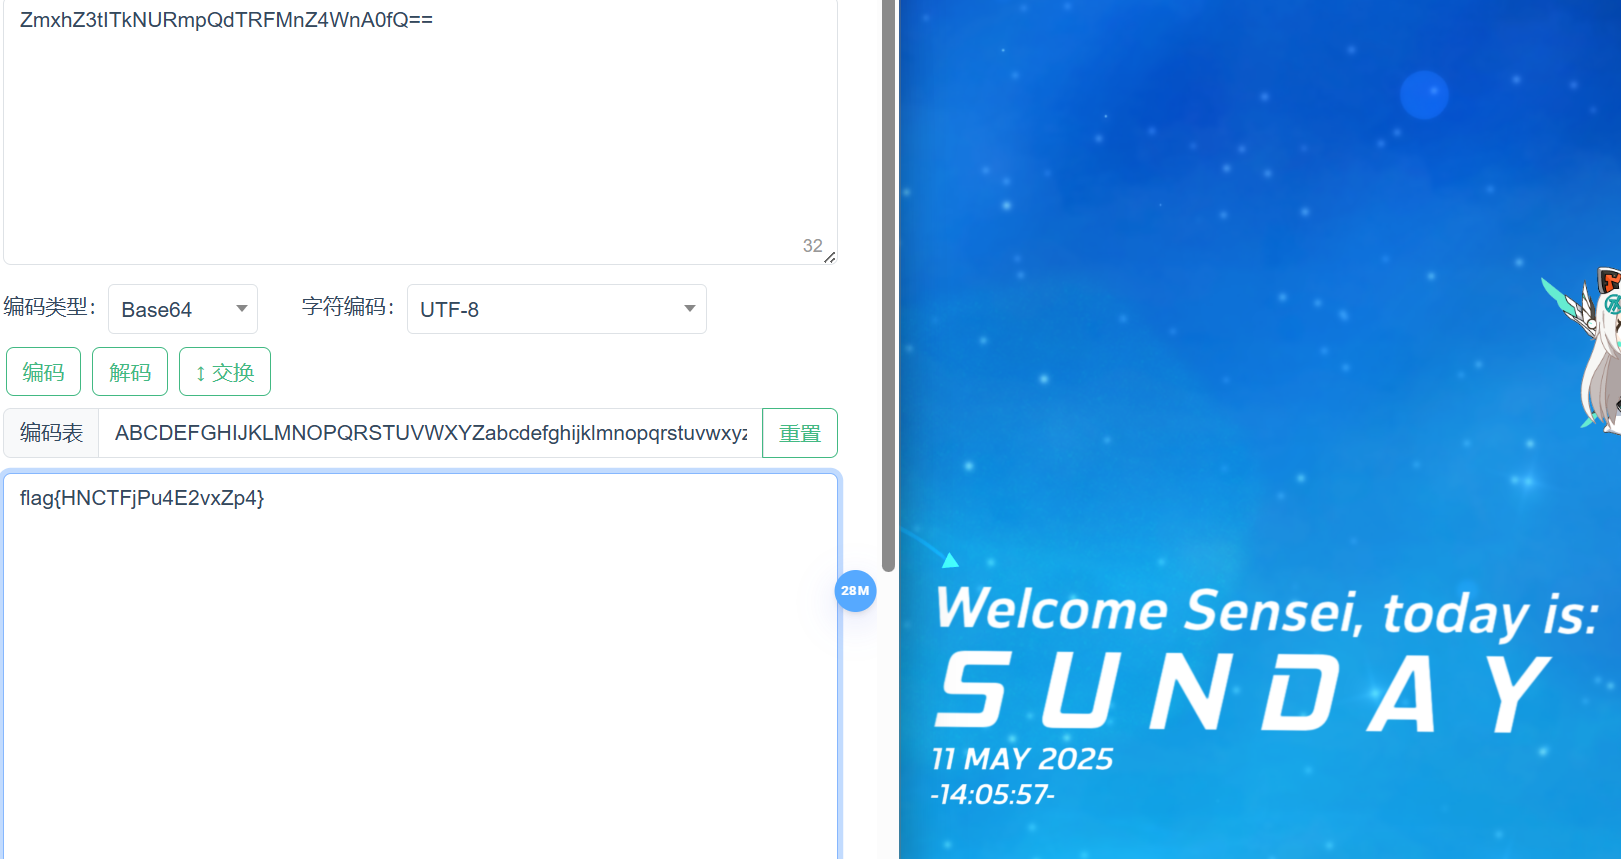 ZmxhZ3tITkNURmpQdTRFMnZ4WnA0fQ==
32
编码类型： Base64 字符编码： UTF-8
编码 解码 ↕ 交换
编码表 ABCDEFGHIJKLMNOPQRSTUVWXYZabcdefghijklmnopqrstuvwxyz 重置
flag{HNCTFjPu4E2vxZp4}
28M
Welcome Sensei, today is:
SUNDAY
11 MAY 2025
-14:05:57-